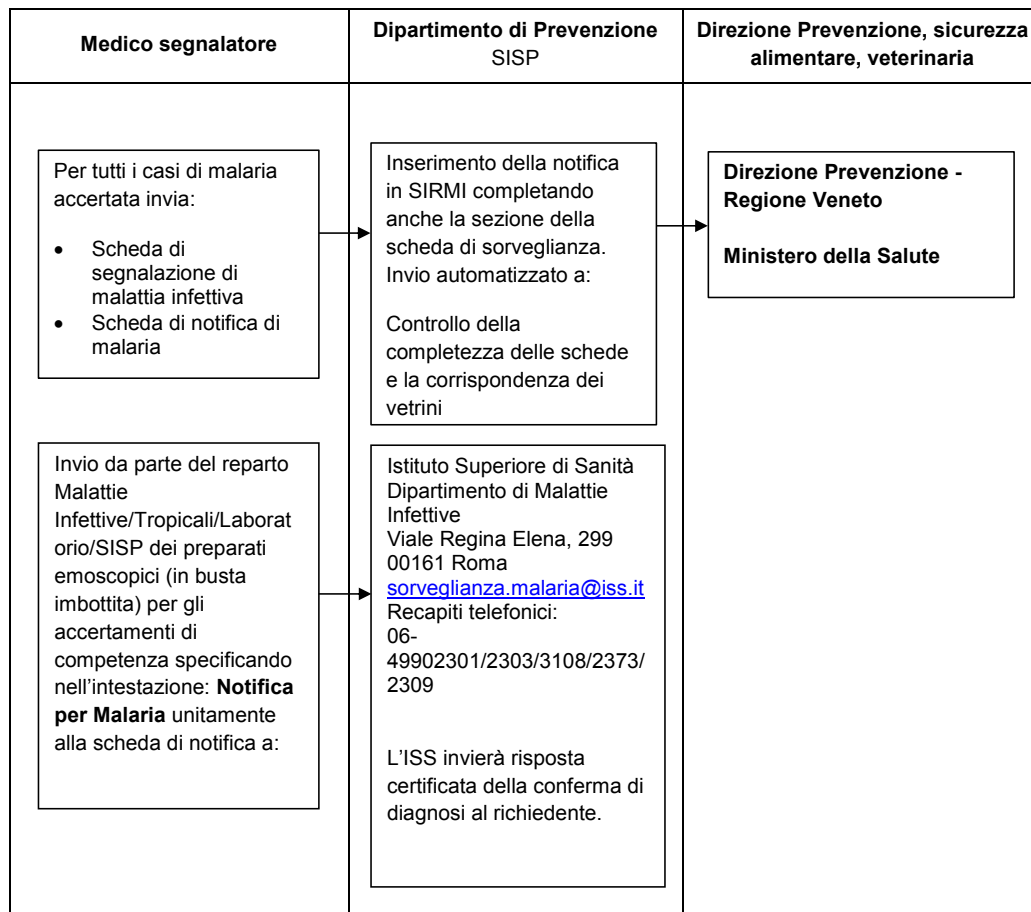 Medico segnalatore
Dipartimento di Prevenzione
SISP
Direzione Prevenzione, sicurezza
alimentare, veterinaria
Per tutti i casi di malaria
accertata invia:
• Scheda di
segnalazione di
malattia infettiva
• Scheda di notifica di
malaria
Inserimento della notifica
in SIRMI completando
anche la sezione della
scheda di sorveglianza.
Invio automatizzato a:
Controllo della
completezza delle schede
e la corrispondenza dei
vetrini
Direzione Prevenzione -
Regione Veneto
Ministero della Salute
Invio da parte del reparto
Malattie
Infettive/Tropicali/Laborat
orio/SISP dei preparati
emoscopici (in busta
imbottita) per gli
accertamenti di
competenza specificando
nell'intestazione: Notifica
per Malaria unitamente
alla scheda di notifica a:
Istituto Superiore di Sanità
Dipartimento di Malattie
Infettive
Viale Regina Elena, 299
00161 Roma
sorveglianza.malaria@iss.it
Recapiti telefonici:
06-
49902301/2303/3108/2373/
2309
L'ISS invierà risposta
certificata della conferma di
diagnosi al richiedente.